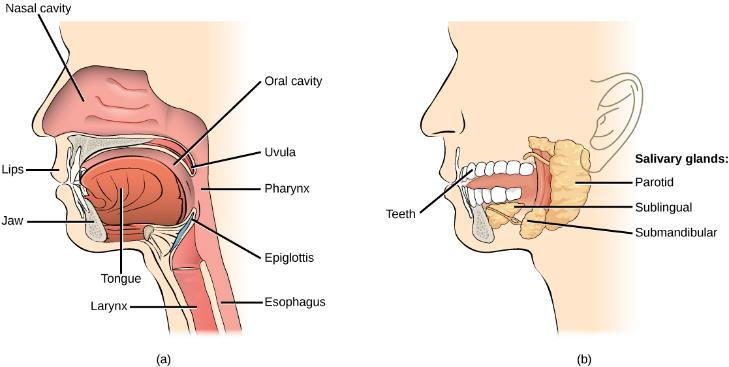 Nasal cavity
Oral cavity
Uvula
Lips
Pharynx
Jaw
Epiglottis
Tongue
Larynx
Esophagus
(a)
Salivary glands:
Parotid
Teeth
Sublingual
Submandibular
(b)